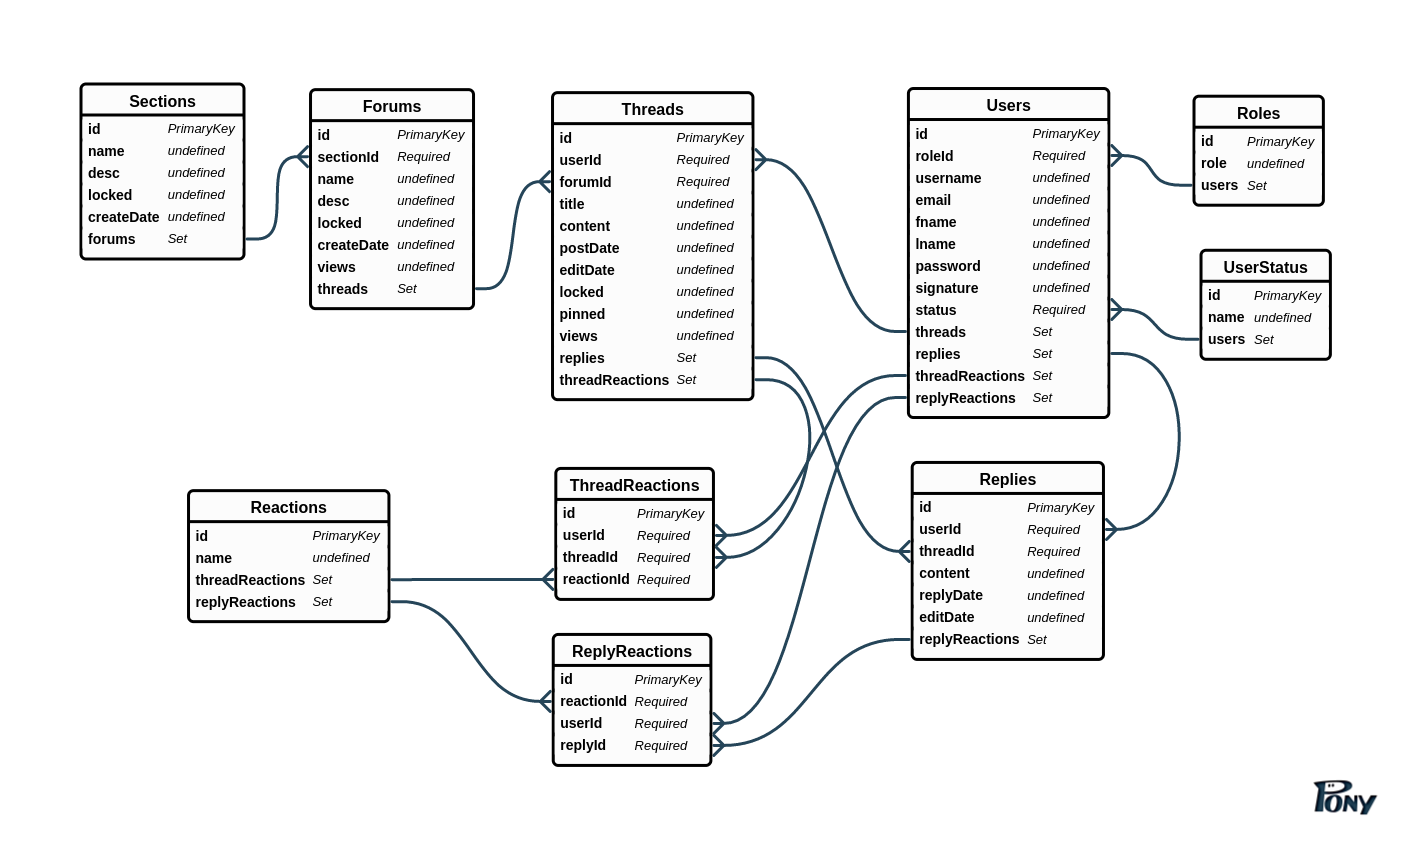 Sections
id PrimaryKey
name undefined
desc undefined
locked undefined
createDate undefined
forums Set
Forums
id PrimaryKey
sectionId Required
name undefined
desc undefined
locked undefined
createDate undefined
views undefined
threads Set
Threads
id PrimaryKey
userId Required
forumId Required
title undefined
content undefined
postDate undefined
editDate undefined
locked undefined
pinned undefined
views undefined
replies Set
threadReactions Set
Users
id PrimaryKey
roleId Required
username undefined
email undefined
fname undefined
lname undefined
password undefined
signature undefined
status Required
threads Set
replies Set
threadReactions Set
replyReactions Set
Roles
id PrimaryKey
role undefined
users Set
UserStatus
id PrimaryKey
name undefined
users Set
Reactions
id PrimaryKey
name undefined
threadReactions Set
replyReactions Set
ThreadReactions
id PrimaryKey
userId Required
threadId Required
reactionId Required
ReplyReactions
id PrimaryKey
reactionId Required
userId Required
replyId Required
Replies
id PrimaryKey
userId Required
threadId Required
content undefined
replyDate undefined
editDate undefined
replyReactions Set
PONY